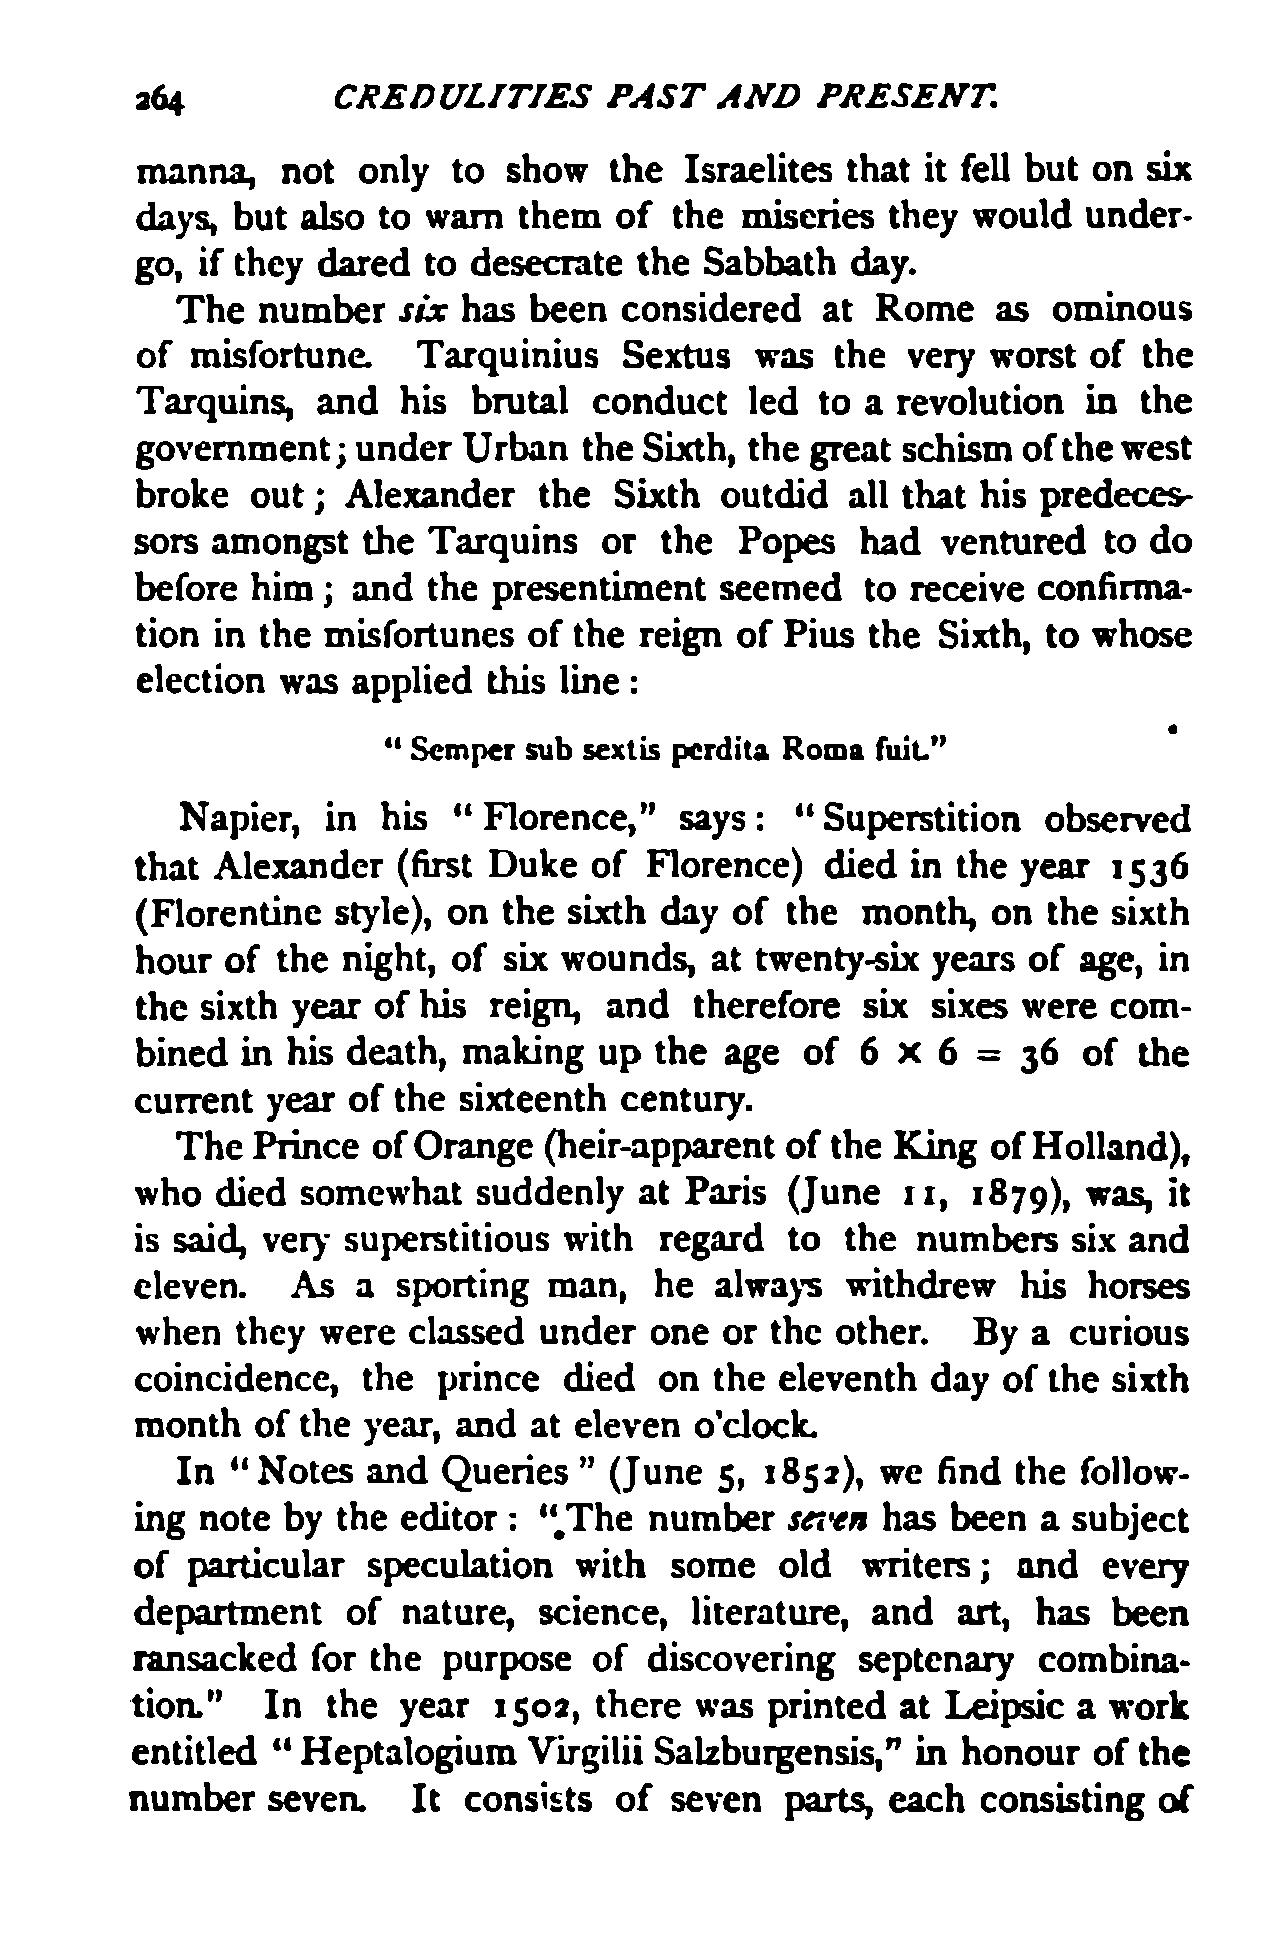 264 CREDULITIES PAST AND PRESENT.
manna, not only to show the Israelites that it fell but on six
days, but also to warn them of the miseries they would under-
go, if they dared to desecrate the Sabbath day.
The number six has been considered at Rome as ominous
of misfortune. Tarquinius Sextus was the very worst of the
Tarquins, and his brutal conduct led to a revolution in the
government; under Urban the Sixth, the great schism of the west
broke out; Alexander the Sixth outdid all that his predeces-
sors amongst the Tarquins or the Popes had ventured to do
before him; and the presentiment seemed to receive confirma-
tion in the misfortunes of the reign of Pius the Sixth, to whose
election was applied this line:
"Semper sub sextis perdita Roma fuit."
Napier, in his "Florence," says: "Superstition observed
that Alexander (first Duke of Florence) died in the year 1536
(Florentine style), on the sixth day of the month, on the sixth
hour of the night, of six wounds, at twenty-six years of age, in
the sixth year of his reign, and therefore six sixes were com-
bined in his death, making up the age of 6 × 6 = 36 of the
current year of the sixteenth century.
The Prince of Orange (heir-apparent of the King of Holland),
who died somewhat suddenly at Paris (June 11, 1879), was, it
is said, very superstitious with regard to the numbers six and
eleven. As a sporting man, he always withdrew his horses
when they were classed under one or the other. By a curious
coincidence, the prince died on the eleventh day of the sixth
month of the year, and at eleven o'clock.
In "Notes and Queries" (June 5, 1852), we find the follow-
ing note by the editor: "The number seven has been a subject
of particular speculation with some old writers; and every
department of nature, science, literature, and art, has been
ransacked for the purpose of discovering septenary combina-
tion." In the year 1502, there was printed at Leipsic a work
entitled "Heptalogium Virgilii Salzburgensis," in honour of the
number seven. It consists of seven parts, each consisting of